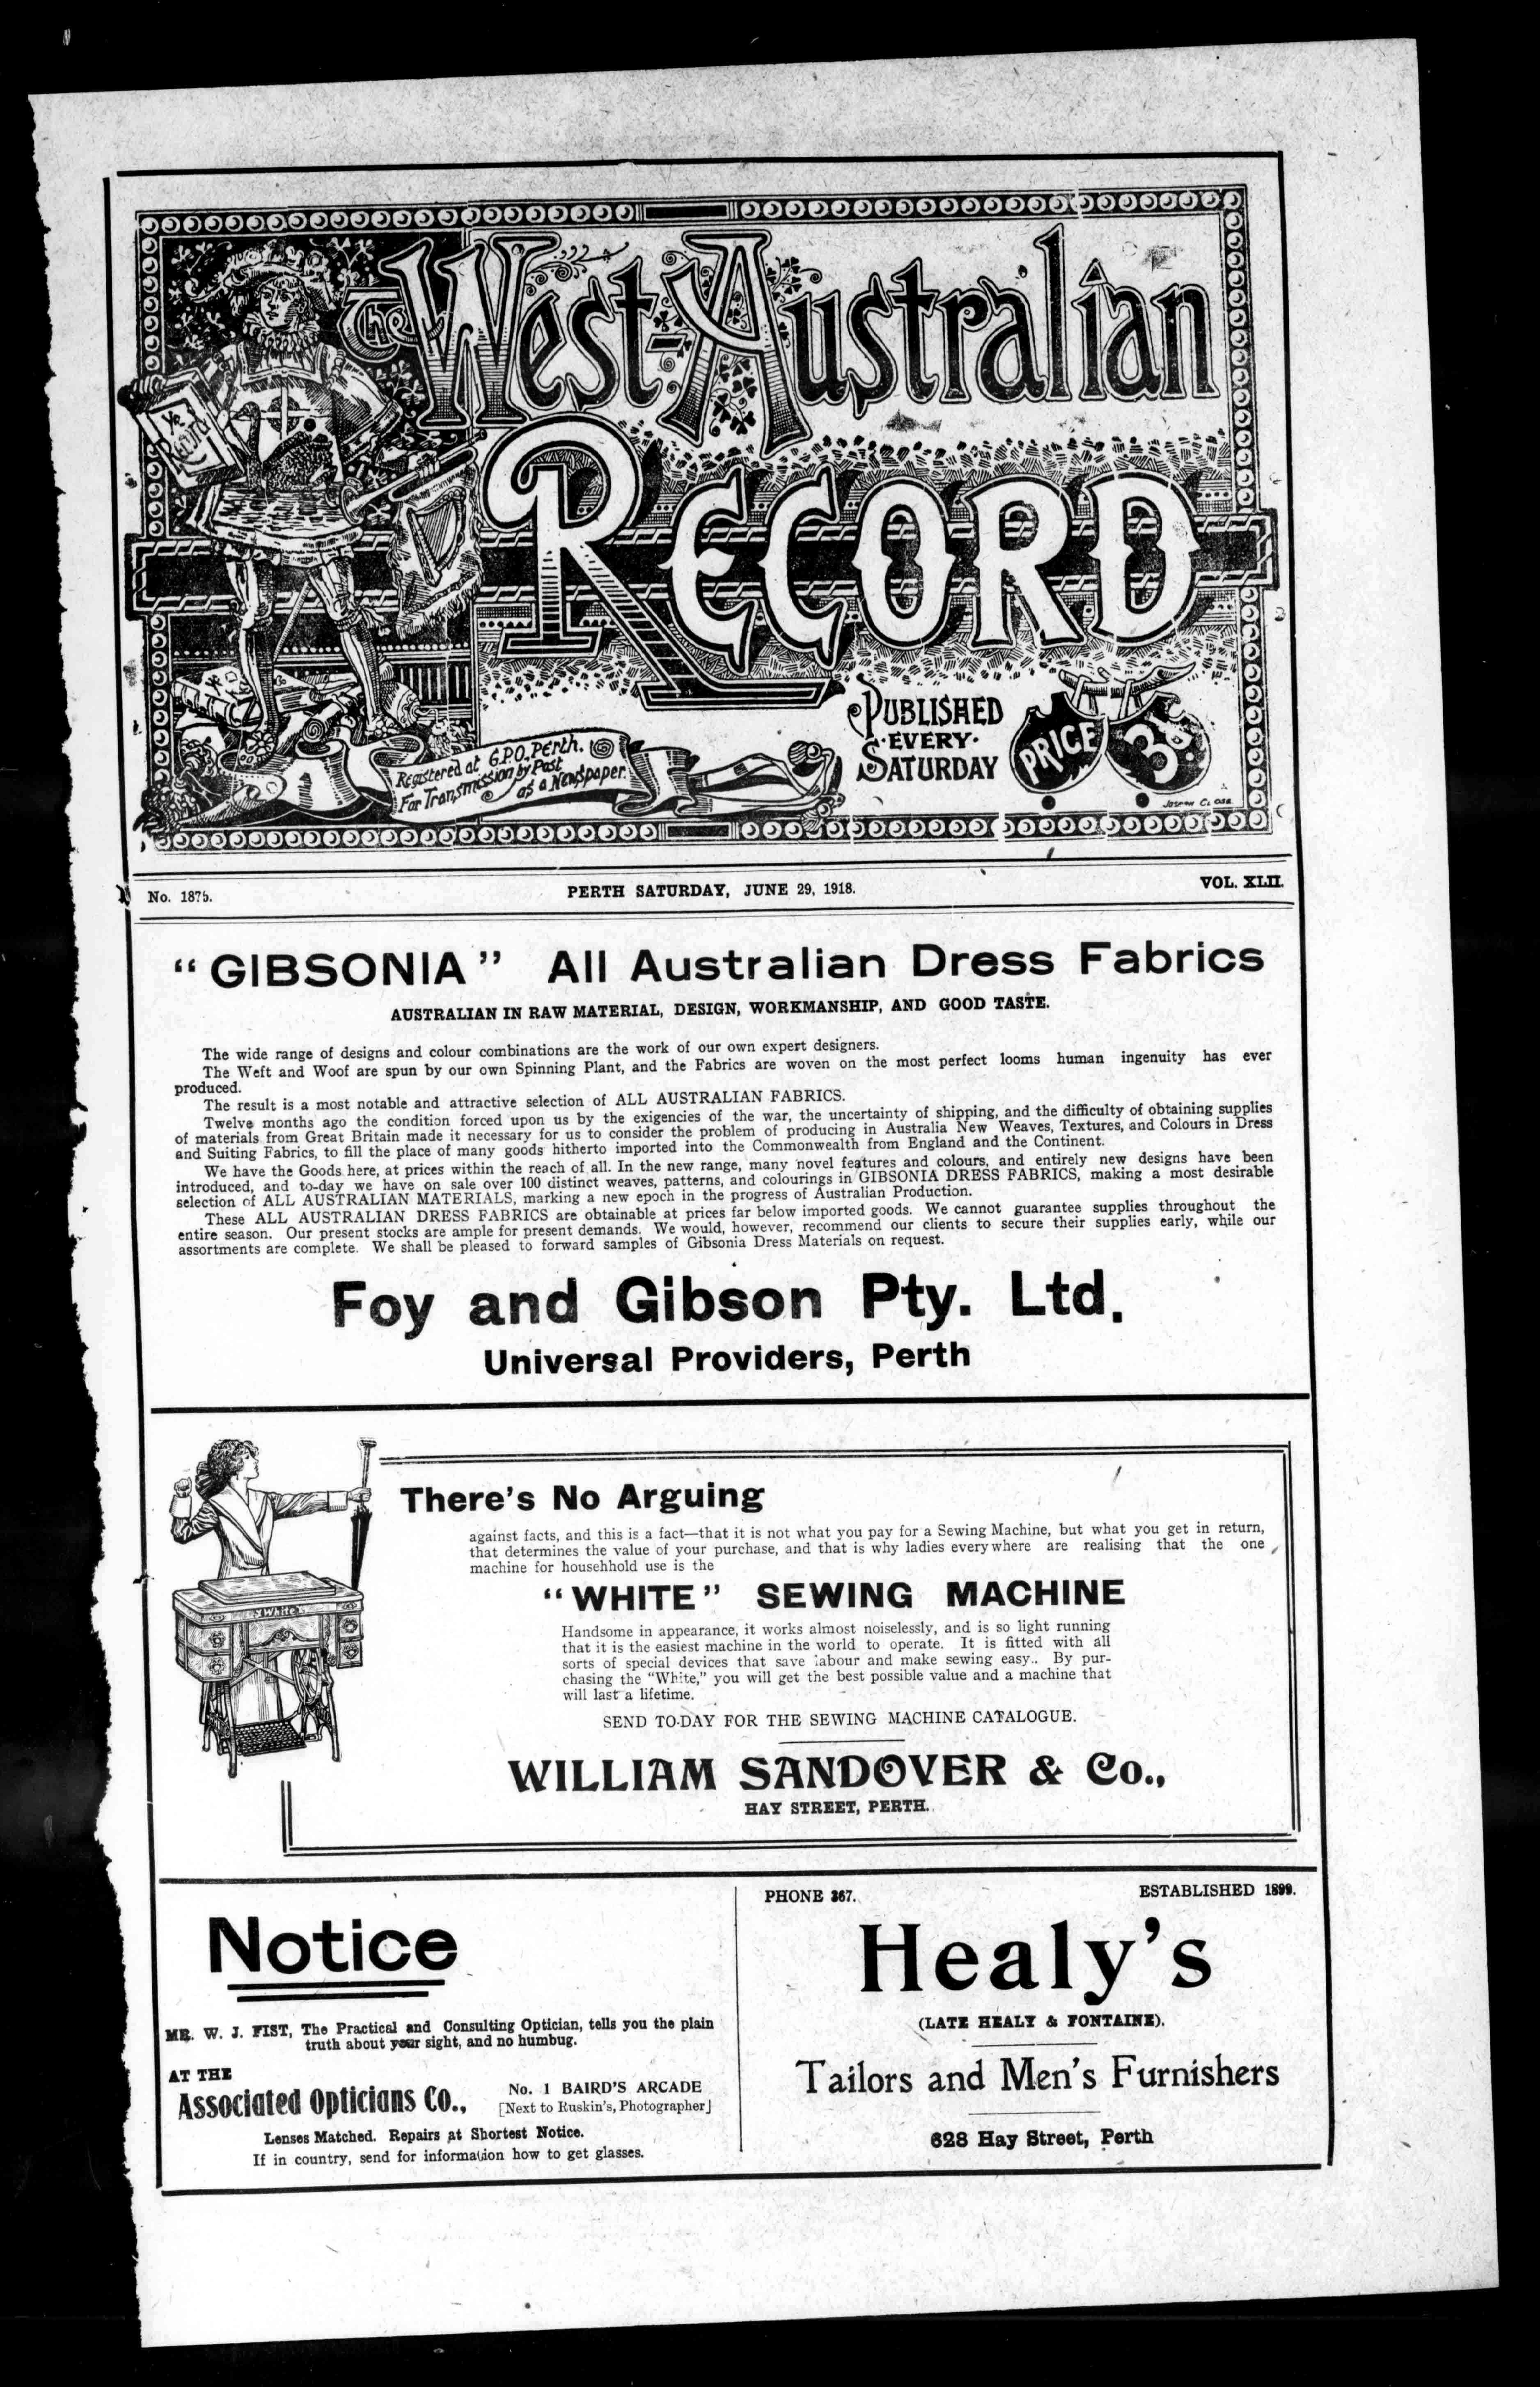 The West-Australian
Record
Ye
Record
Registered at G.P.O. Perth.
For Transmission by Post
as a Newspaper.
Published
Every
Saturday
Price
3d
Ye
No. 1875.
PERTH SATURDAY, JUNE 29, 1918.
VOL. XLII.
"GIBSONIA" All Australian Dress Fabrics
AUSTRALIAN IN RAW MATERIAL, DESIGN, WORKMANSHIP, AND GOOD TASTE.
The wide range of designs and colour combinations are the work of our own expert designers.
The Weft and Woof are spun by our own Spinning Plant, and the Fabrics are woven on the most perfect looms human ingenuity has ever
produced.
The result is a most notable and attractive selection of ALL AUSTRALIAN FABRICS.
Twelve months ago the condition forced upon us by the exigencies of the war, the uncertainty of shipping, and the difficulty of obtaining supplies
of materials from Great Britain made it necessary for us to consider the problem of producing in Australia New Weaves, Textures, and Colours in Dress
and Suiting Fabrics, to fill the place of many goods hitherto imported into the Commonwealth from England and the Continent.
We have the Goods here, at prices within the reach of all. In the new range, many novel features and colours, and entirely new designs have been
introduced, and to-day we have on sale over 100 distinct weaves, patterns, and colourings in GIBSONIA DRESS FABRICS, making a most desirable
selection of ALL AUSTRALIAN MATERIALS, marking a new epoch in the progress of Australian Production.
These ALL AUSTRALIAN DRESS FABRICS are obtainable at prices far below imported goods. We cannot guarantee supplies throughout the
entire season. Our present stocks are ample for present demands. We would, however, recommend our clients to secure their supplies early, while our
assortments are complete. We shall be pleased to forward samples of Gibsonia Dress Materials on request.
Foy and Gibson Pty. Ltd.
Universal Providers, Perth
There's No Arguing
against facts, and this is a fact—that it is not what you pay for a Sewing Machine, but what you get in return,
that determines the value of your purchase, and that is why ladies everywhere are realising that the one
machine for househhold use is the
"WHITE" SEWING MACHINE
White
Handsome in appearance, it works almost noiselessly, and is so light running
that it is the easiest machine in the world to operate. It is fitted with all
sorts of special devices that save labour and make sewing easy.. By pur-
chasing the "White," you will get the best possible value and a machine that
will last a lifetime.
SEND TO-DAY FOR THE SEWING MACHINE CATALOGUE.
WILLIAM SANDOVER & Co.,
HAY STREET, PERTH.
Notice
MR. W. J. FIST, The Practical and Consulting Optician, tells you the plain
truth about your sight, and no humbug.
AT THE
Associated Opticians Co.,
No. 1 BAIRD'S ARCADE
[Next to Ruskin's, Photographer]
Lenses Matched. Repairs at Shortest Notice.
If in country, send for information how to get glasses.
PHONE 367.
ESTABLISHED 1899.
Healy's
(LATE HEALY & FONTAINE).
Tailors and Men's Furnishers
628 Hay Street, Perth